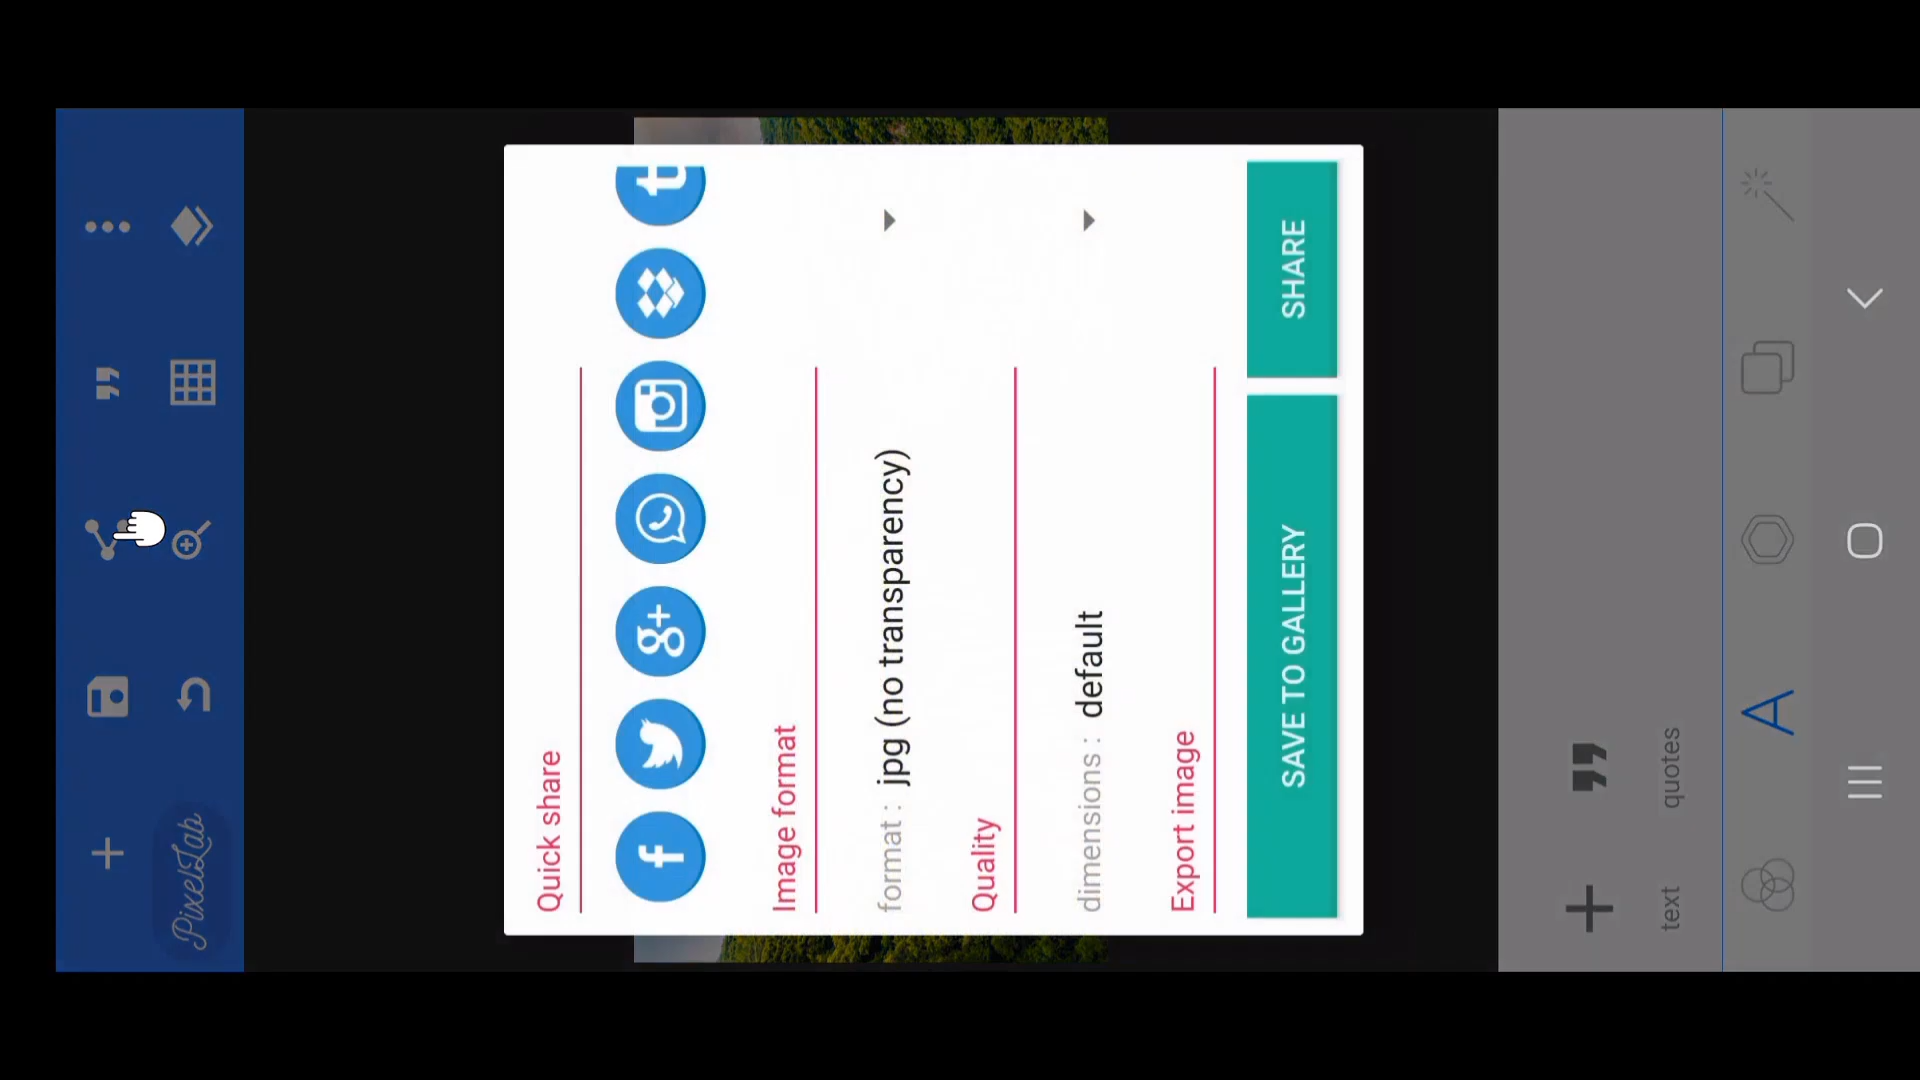 PixelLab
Quick share
Image format
format : jpg (no transparency)
Quality
dimensions : default
Export image
SAVE TO GALLERY SHARE
text quotes